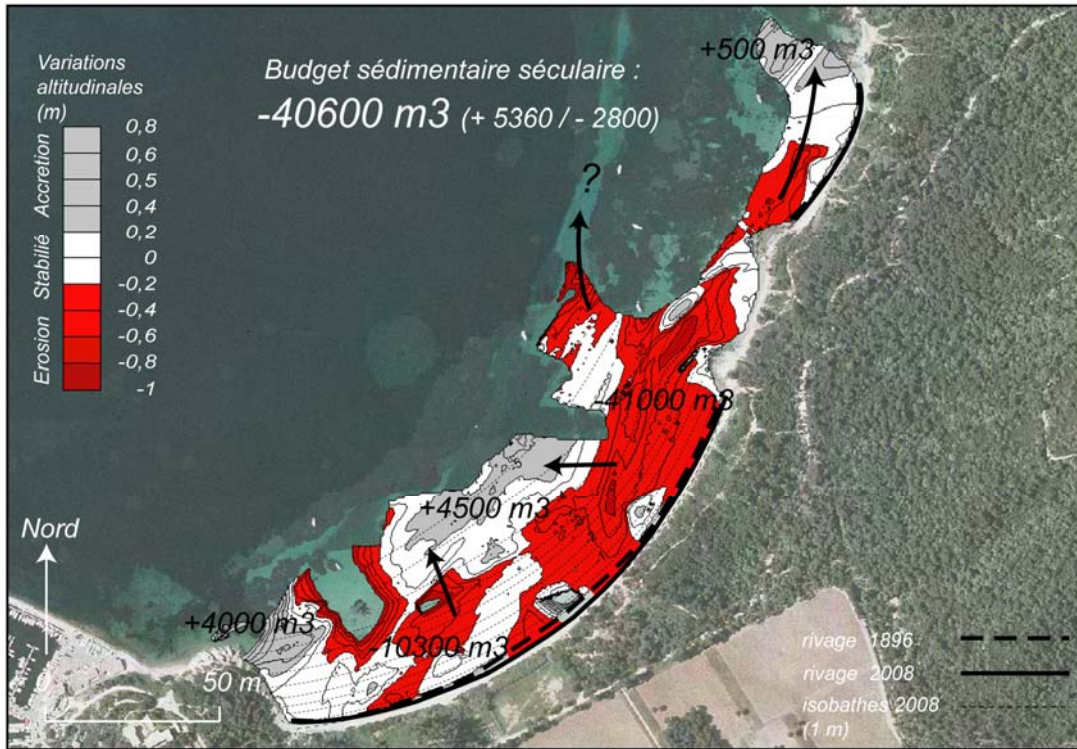 Variations
altitudinales
(m)
Erosion Stabilié Accretion
0,8
0,6
0,5
0,4
0,2
0
-0,2
-0,4
-0,6
-0,8
-1
Budget sédimentaire séculaire :
-40600 m3 (+ 5360 / - 2800)
+500 m3
?
-41000 m3
+4500 m3
+4000 m3
-10300 m3
Nord
0 50 m
rivage 1896
rivage 2008
isobathes 2008
(1 m)